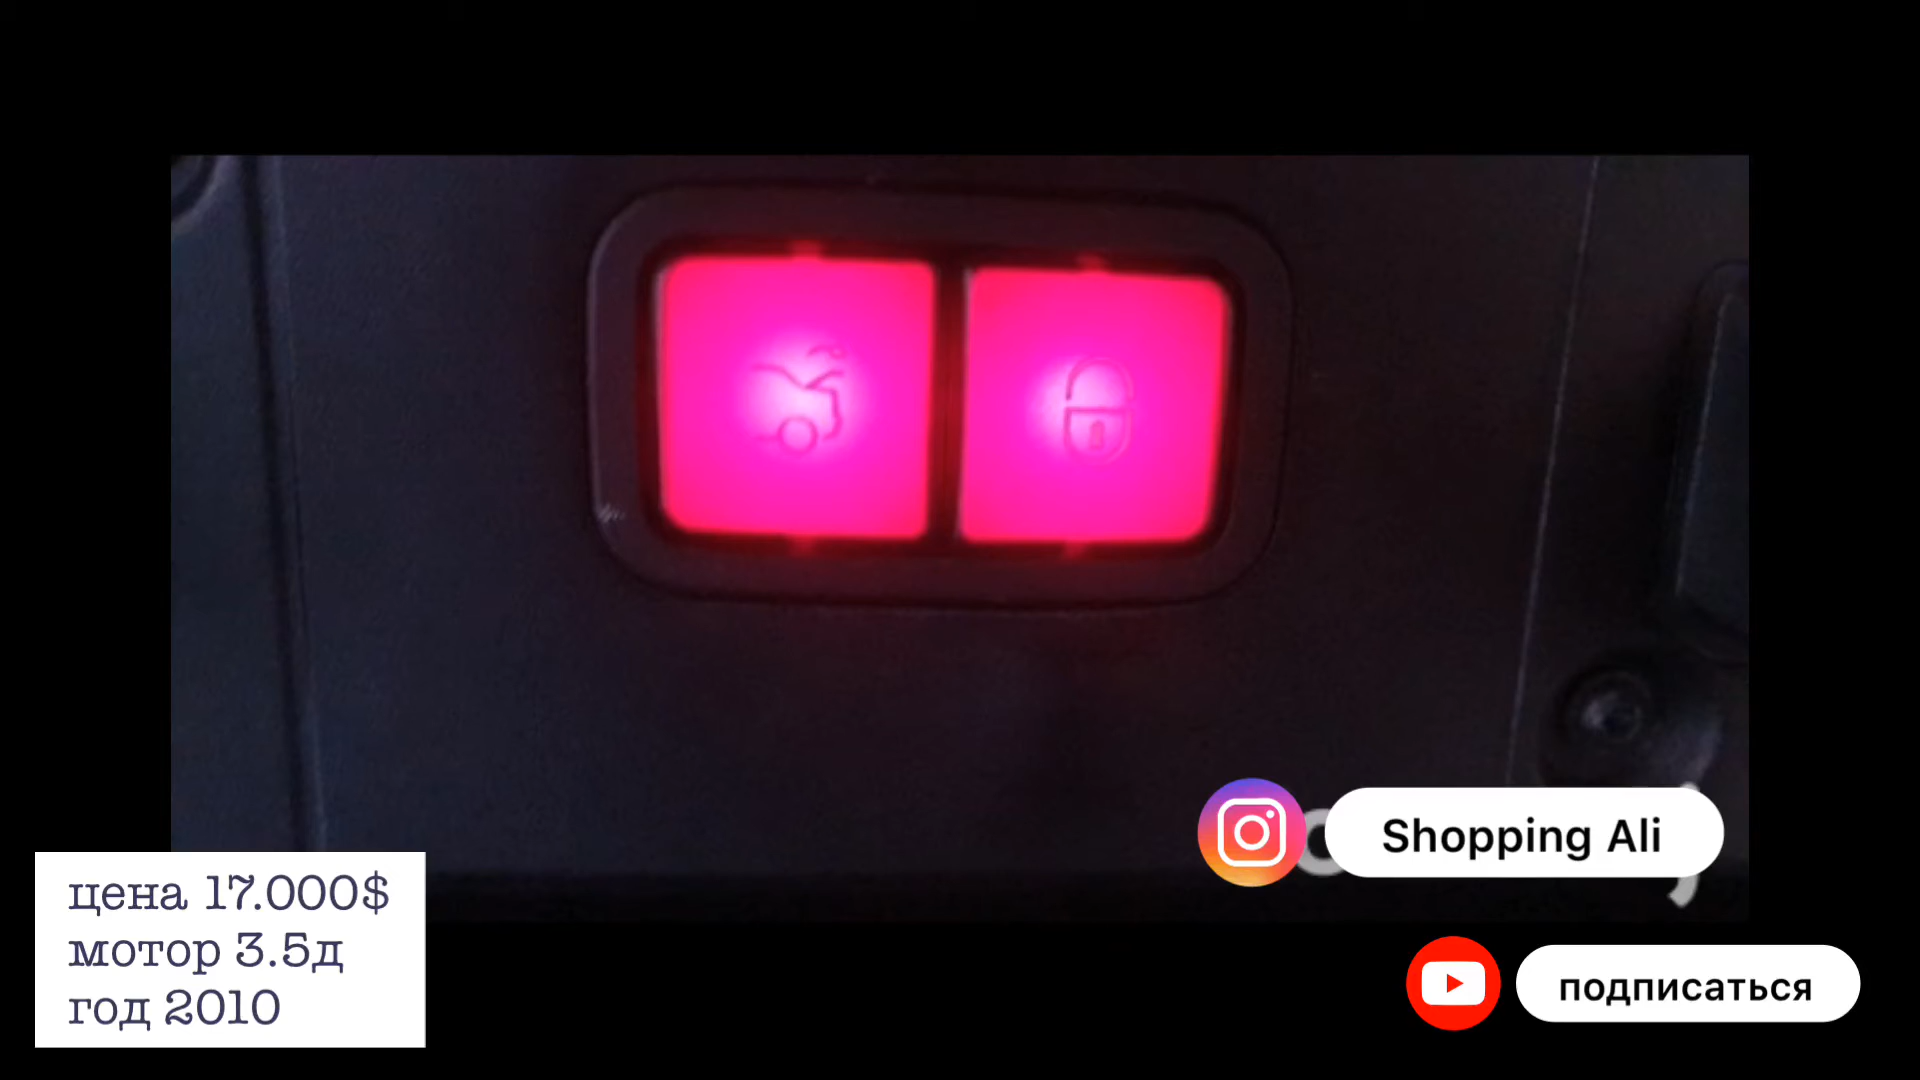 Shopping Ali
цена 17.000$
мотор 3.5д
год 2010
подписаться